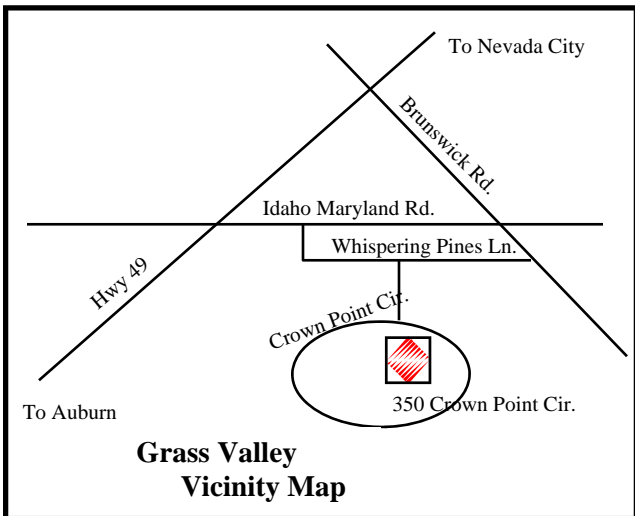 To Nevada City
Brunswick Rd.
Idaho Maryland Rd.
Whispering Pines Ln.
Hwy 49
Crown Point Cir.
350 Crown Point Cir.
To Auburn
Grass Valley
Vicinity Map